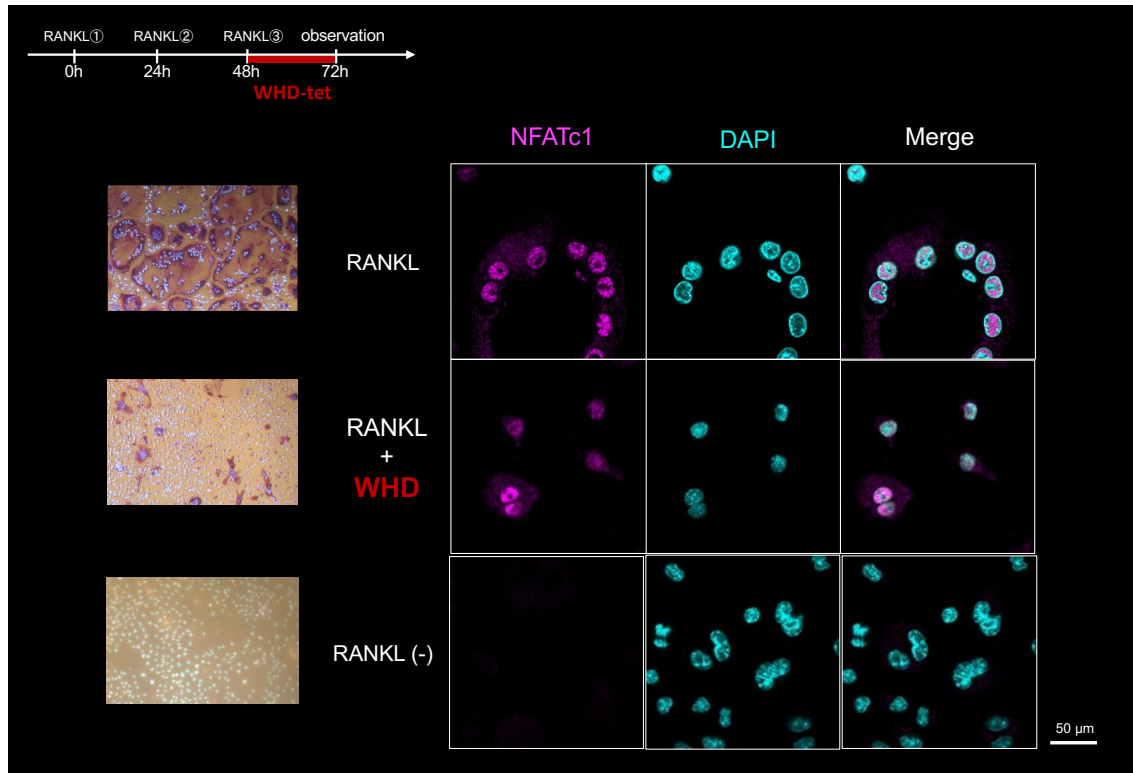 RANKL① RANKL② RANKL③ observation
0h 24h 48h 72h
WHD-tet
NFATc1 DAPI Merge
RANKL
RANKL
+
WHD
RANKL (-)
50 μm